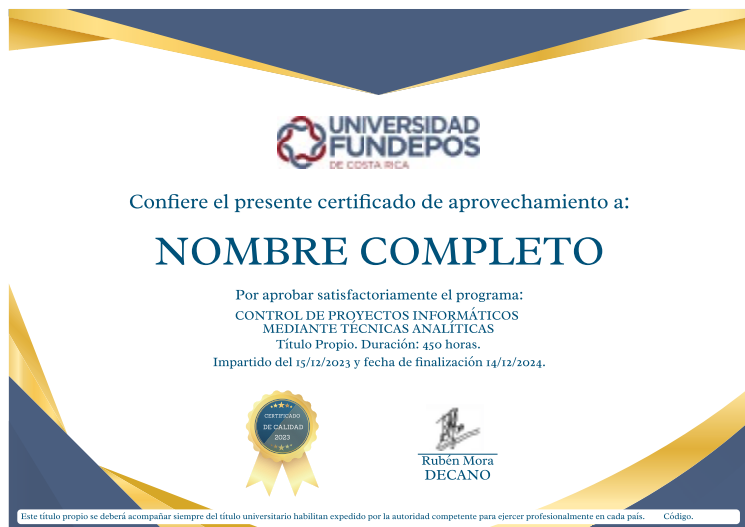 UNIVERSIDAD
FUNDEPOS
DE COSTA RICA
Confiere el presente certificado de aprovechamiento a:
NOMBRE COMPLETO
Por aprobar satisfactoriamente el programa:
CONTROL DE PROYECTOS INFORMÁTICOS
MEDIANTE TÉCNICAS ANALÍTICAS
Título Propio. Duración: 450 horas.
Impartido del 15/12/2023 y fecha de finalización 14/12/2024.
CERTIFICADO
DE CALIDAD
2023
Rubén Mora
DECANO
Este título propio se deberá acompañar siempre del título universitario habilitan expedido por la autoridad competente para ejercer profesionalmente en cada país. Código.